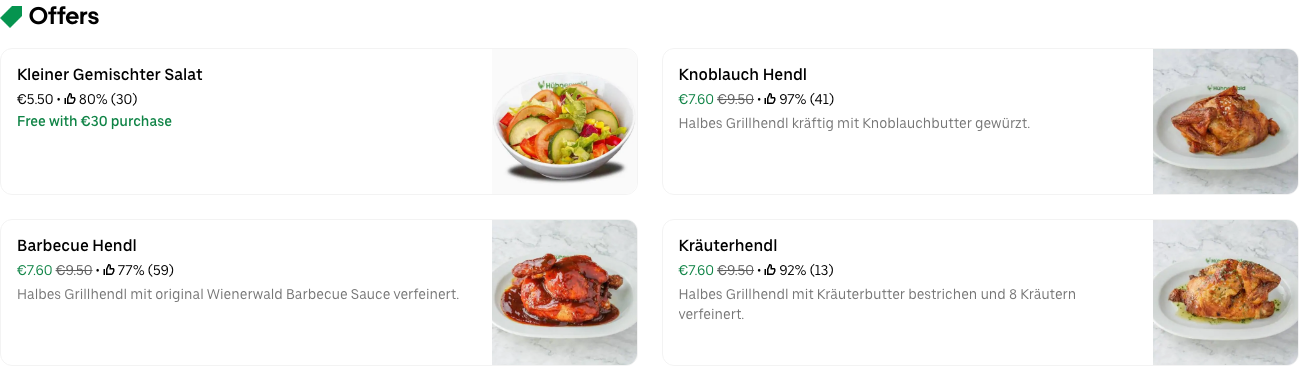 Offers
Kleiner Gemischter Salat
€5.50 • 80% (30)
Free with €30 purchase
Knoblauch Hendl
€7.60 €9.50 • 97% (41)
Halbes Grillhendl kräftig mit Knoblauchbutter gewürzt.
Barbecue Hendl
€7.60 €9.50 • 77% (59)
Halbes Grillhendl mit original Wienerwald Barbecue Sauce verfeinert.
Kräuterhendl
€7.60 €9.50 • 92% (13)
Halbes Grillhendl mit Kräuterbutter bestrichen und 8 Kräutern
verfeinert.